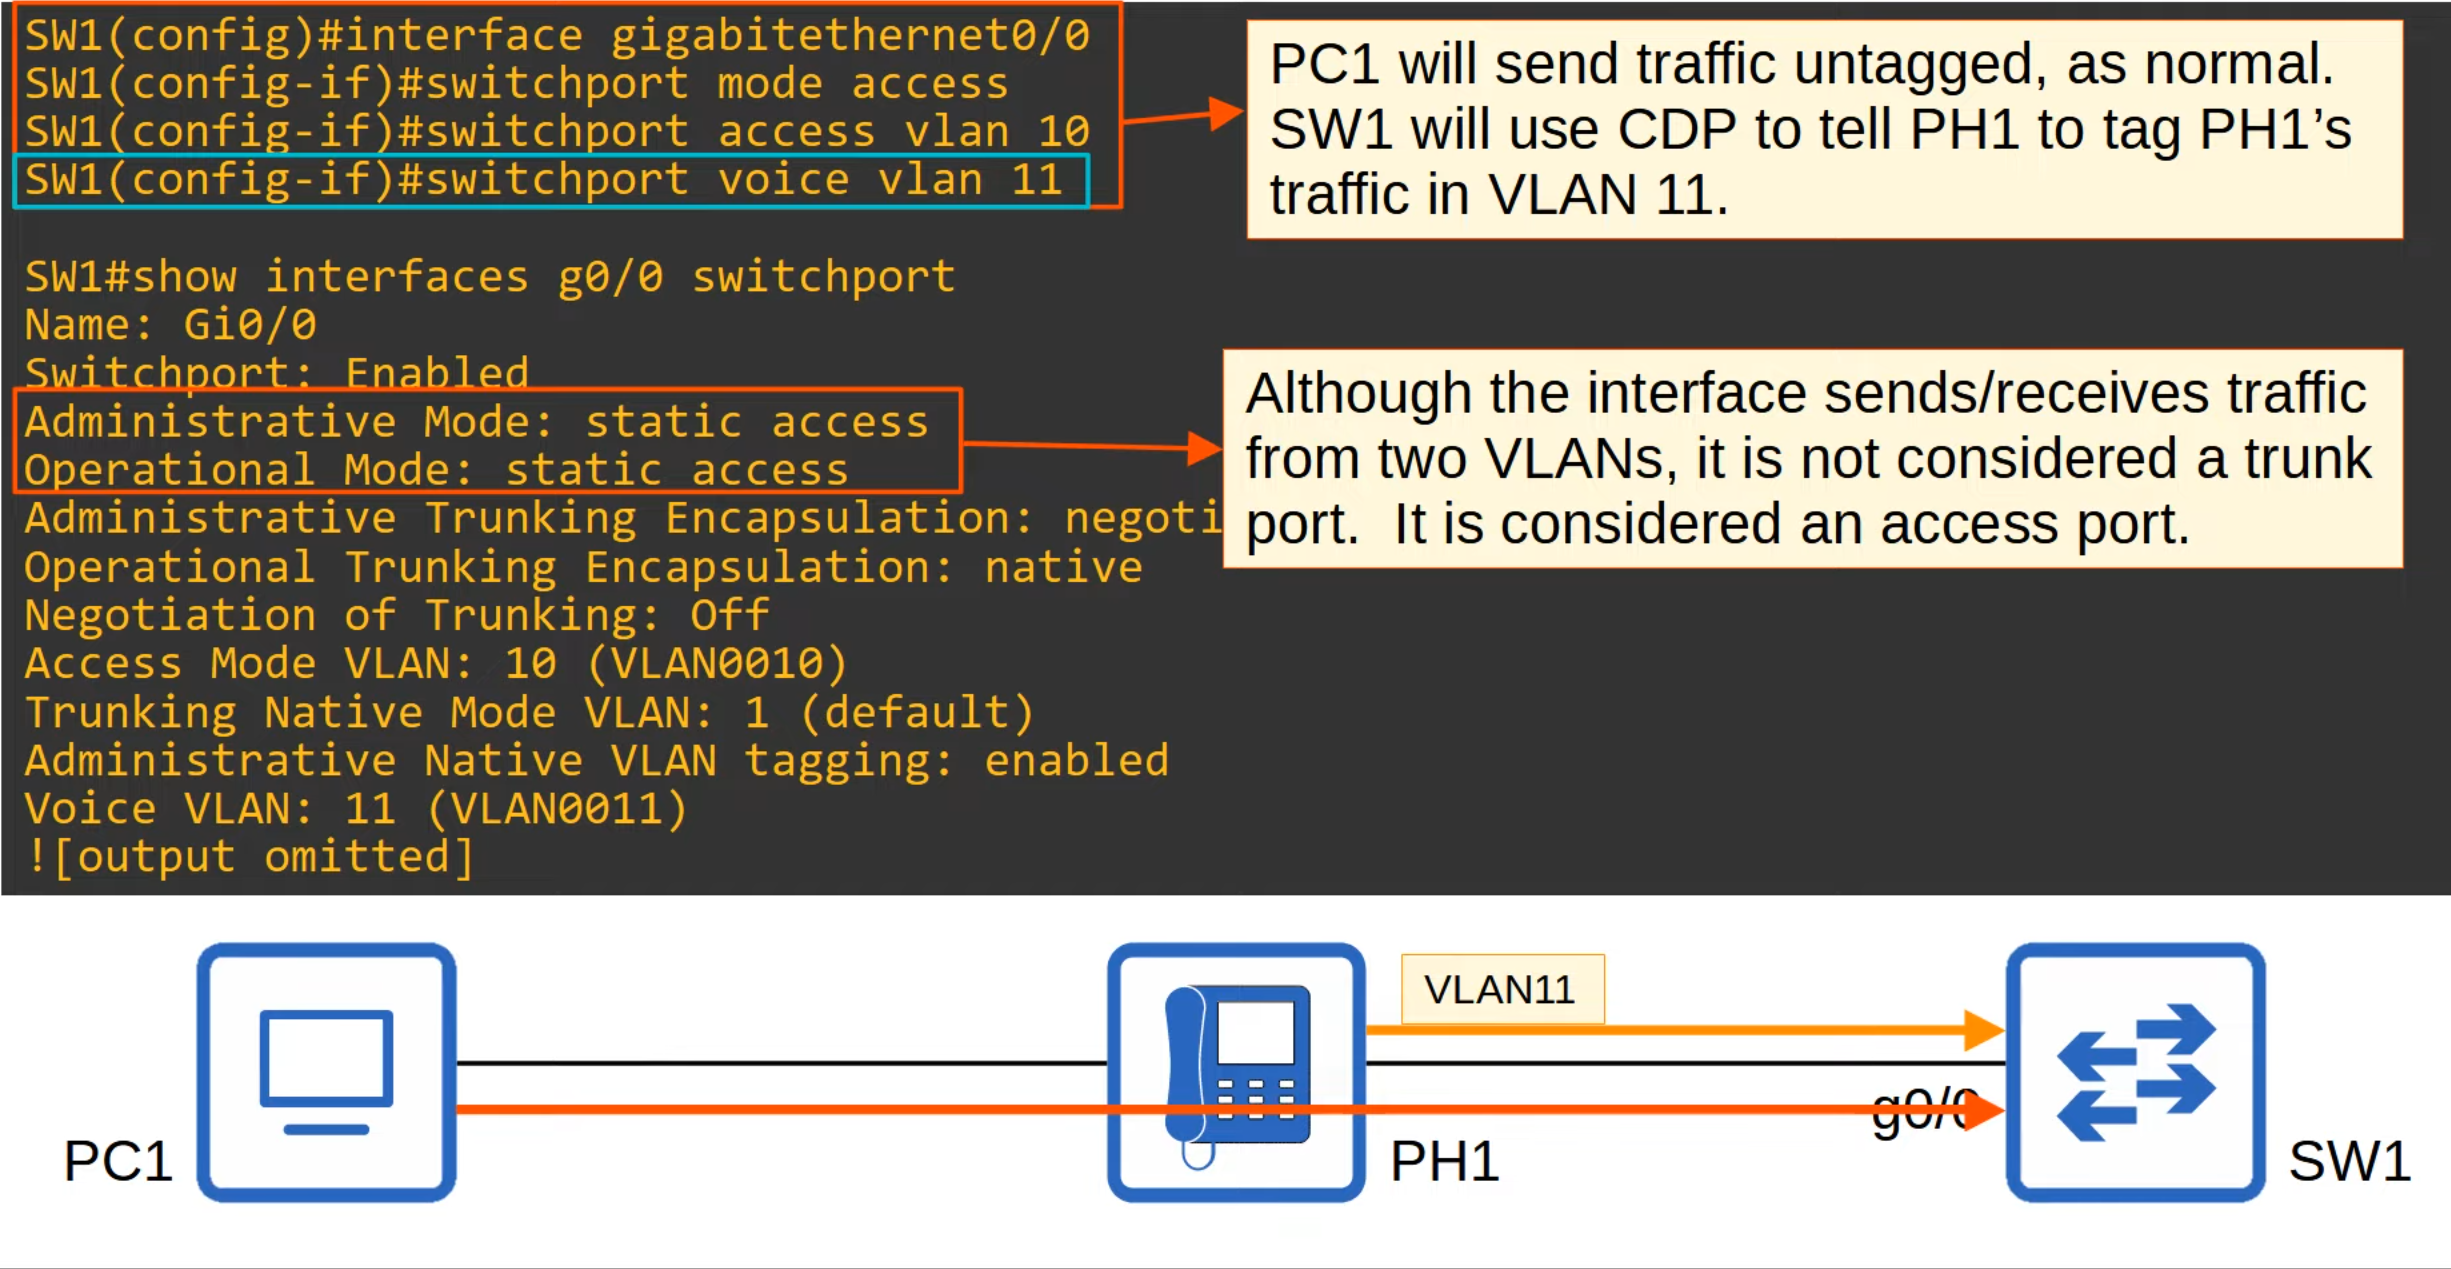 SW1(config)#interface gigabitethernet0/0
SW1(config-if)#switchport mode access
SW1(config-if)#switchport access vlan 10
SW1(config-if)#switchport voice vlan 11
PC1 will send traffic untagged, as normal.
SW1 will use CDP to tell PH1 to tag PH1’s
traffic in VLAN 11.
SW1#show interfaces g0/0 switchport
Name: Gi0/0
Switchport: Enabled
Administrative Mode: static access
Operational Mode: static access
Administrative Trunking Encapsulation: negoti
Operational Trunking Encapsulation: native
Negotiation of Trunking: Off
Access Mode VLAN: 10 (VLAN0010)
Trunking Native Mode VLAN: 1 (default)
Administrative Native VLAN tagging: enabled
Voice VLAN: 11 (VLAN0011)
![output omitted]
Although the interface sends/receives traffic
from two VLANs, it is not considered a trunk
port.  It is considered an access port.
VLAN11
g0/0
PC1
PH1
SW1